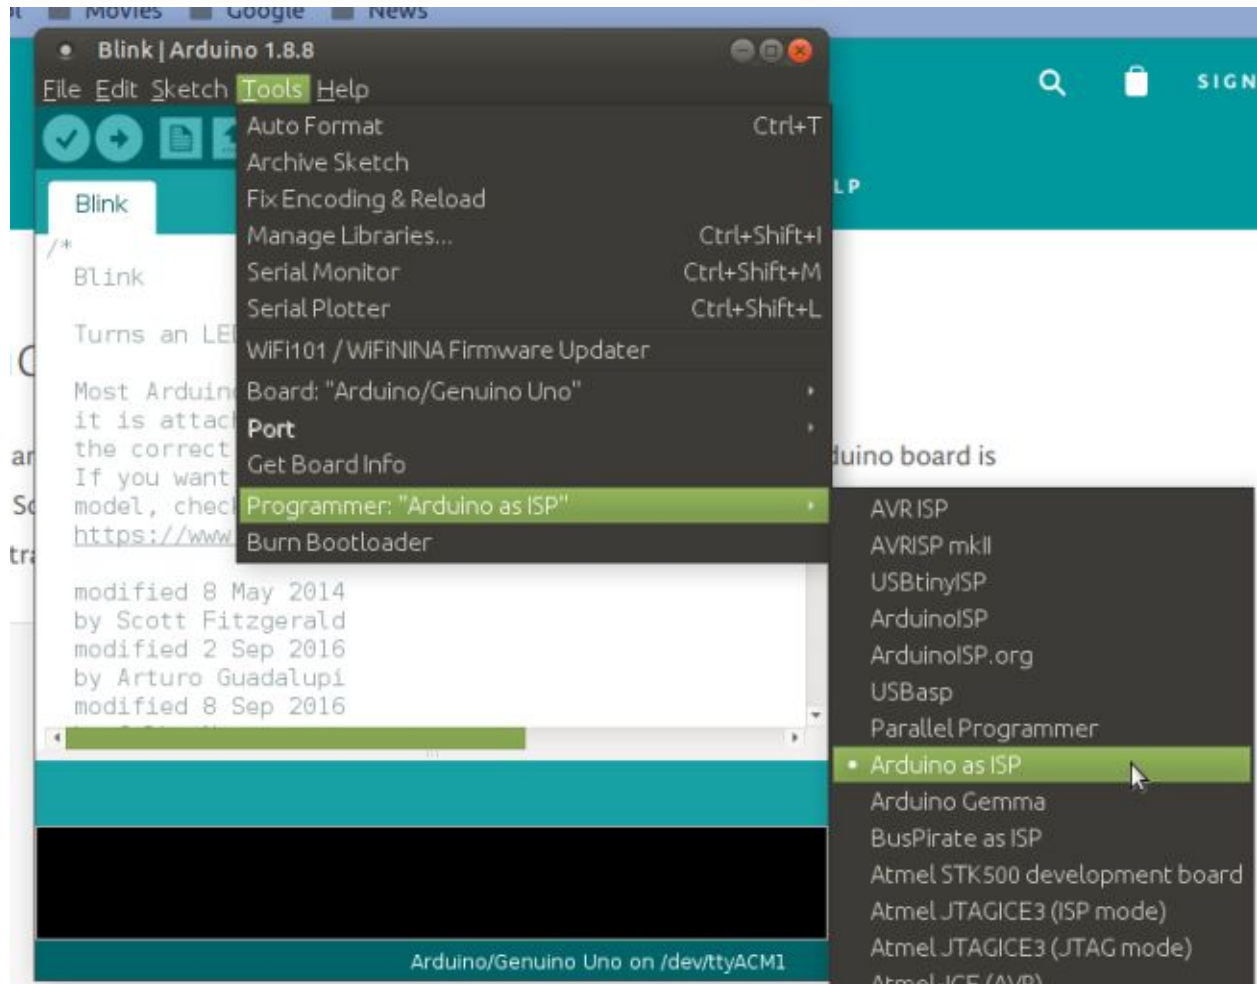 Movies Google News
Blink | Arduino 1.8.8
File Edit Sketch Tools Help
SIGN
Auto Format Ctrl+T
Archive Sketch
Fix Encoding & Reload
Manage Libraries... Ctrl+Shift+I
Serial Monitor Ctrl+Shift+M
Serial Plotter Ctrl+Shift+L
WiFi101 / WiFiNINA Firmware Updater
Board: "Arduino/Genuino Uno"
Port
Get Board Info
Programmer: "Arduino as ISP"
Burn Bootloader
LP
Blink
/*
Blink
Turns an LE
Most Arduin
it is attac
the correct
If you want
model, chec
https://www
modified 8 May 2014
by Scott Fitzgerald
modified 2 Sep 2016
by Arturo Guadalupi
modified 8 Sep 2016
duino board is
AVR ISP
AVRISP mkII
USBtinyISP
ArduinoISP
ArduinoISP.org
USBasp
Parallel Programmer
Arduino as ISP
Arduino Gemma
BusPirate as ISP
Atmel STK500 development board
Atmel JTAGICE3 (ISP mode)
Atmel JTAGICE3 (JTAG mode)
Atmel-ICE (AVR)
Arduino/Genuino Uno on /dev/ttyACM1